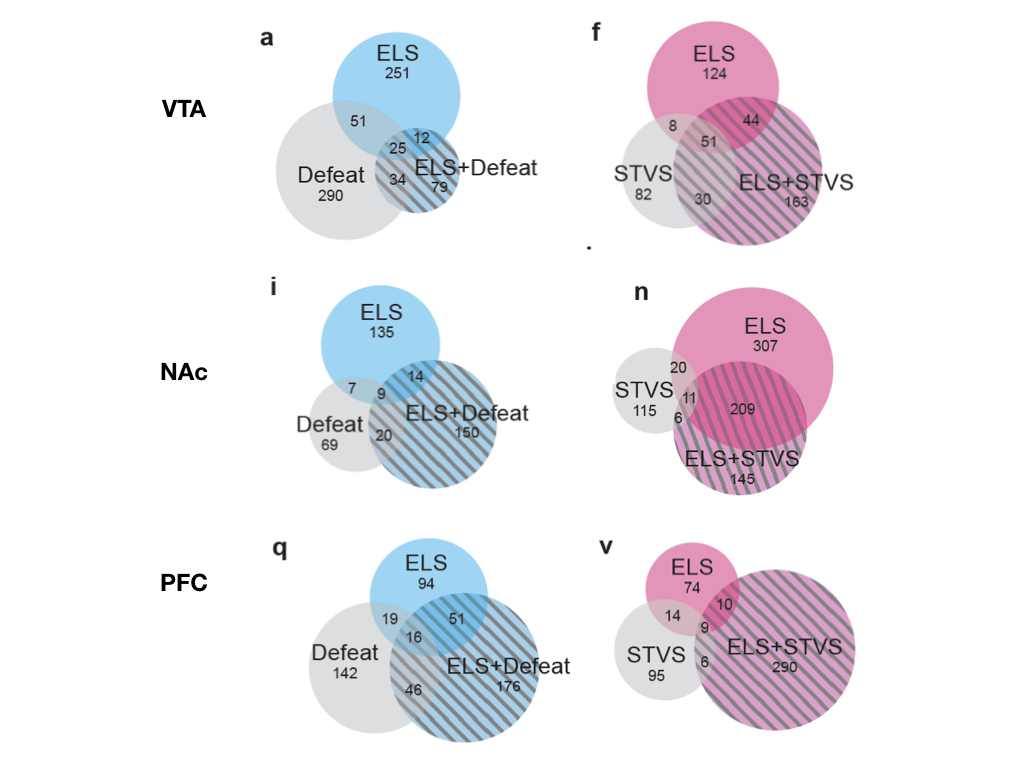 a
f
VTA
ELS
251
51
12
25
Defeat
290
34
ELS+Defeat
79
ELS
124
8
44
51
STVS
82
30
ELS+STVS
163
i
n
NAc
ELS
135
7
9
14
Defeat
69
20
ELS+Defeat
150
ELS
307
20
STVS
115
11
6
209
ELS+STVS
145
q
v
PFC
ELS
94
19
16
51
Defeat
142
46
ELS+Defeat
176
ELS
74
14
10
9
STVS
95
6
ELS+STVS
290